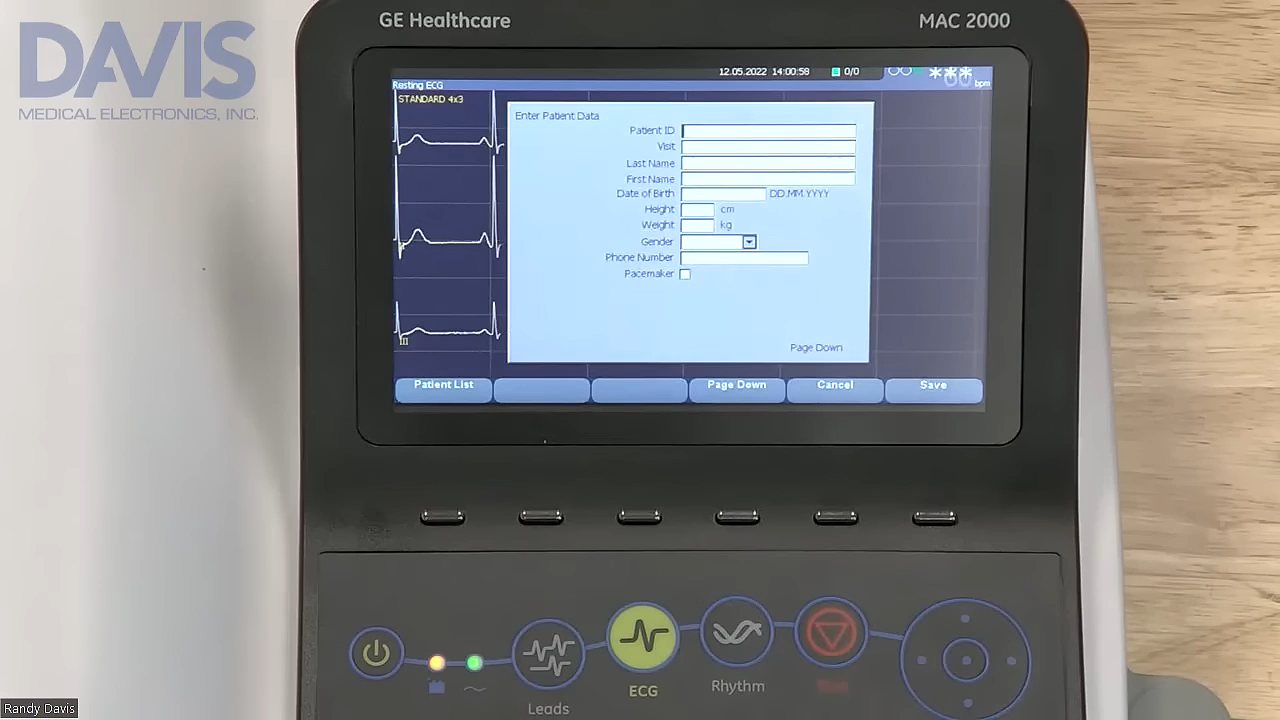 DAVIS
MEDICAL ELECTRONICS, INC.
GE Healthcare
MAC 2000
12.05.2022 14:00:58
0/0
***
bpm
Resting ECG
STANDARD 4x3
Enter Patient Data
Patient ID
Visit
Last Name
First Name
Date of Birth
DD.MM.YYYY
Height
cm
Weight
kg
Gender
Phone Number
Pacemaker
III
Page Down
Patient List
Page Down
Cancel
Save
ECG
Rhythm
Leads
Randy Davis